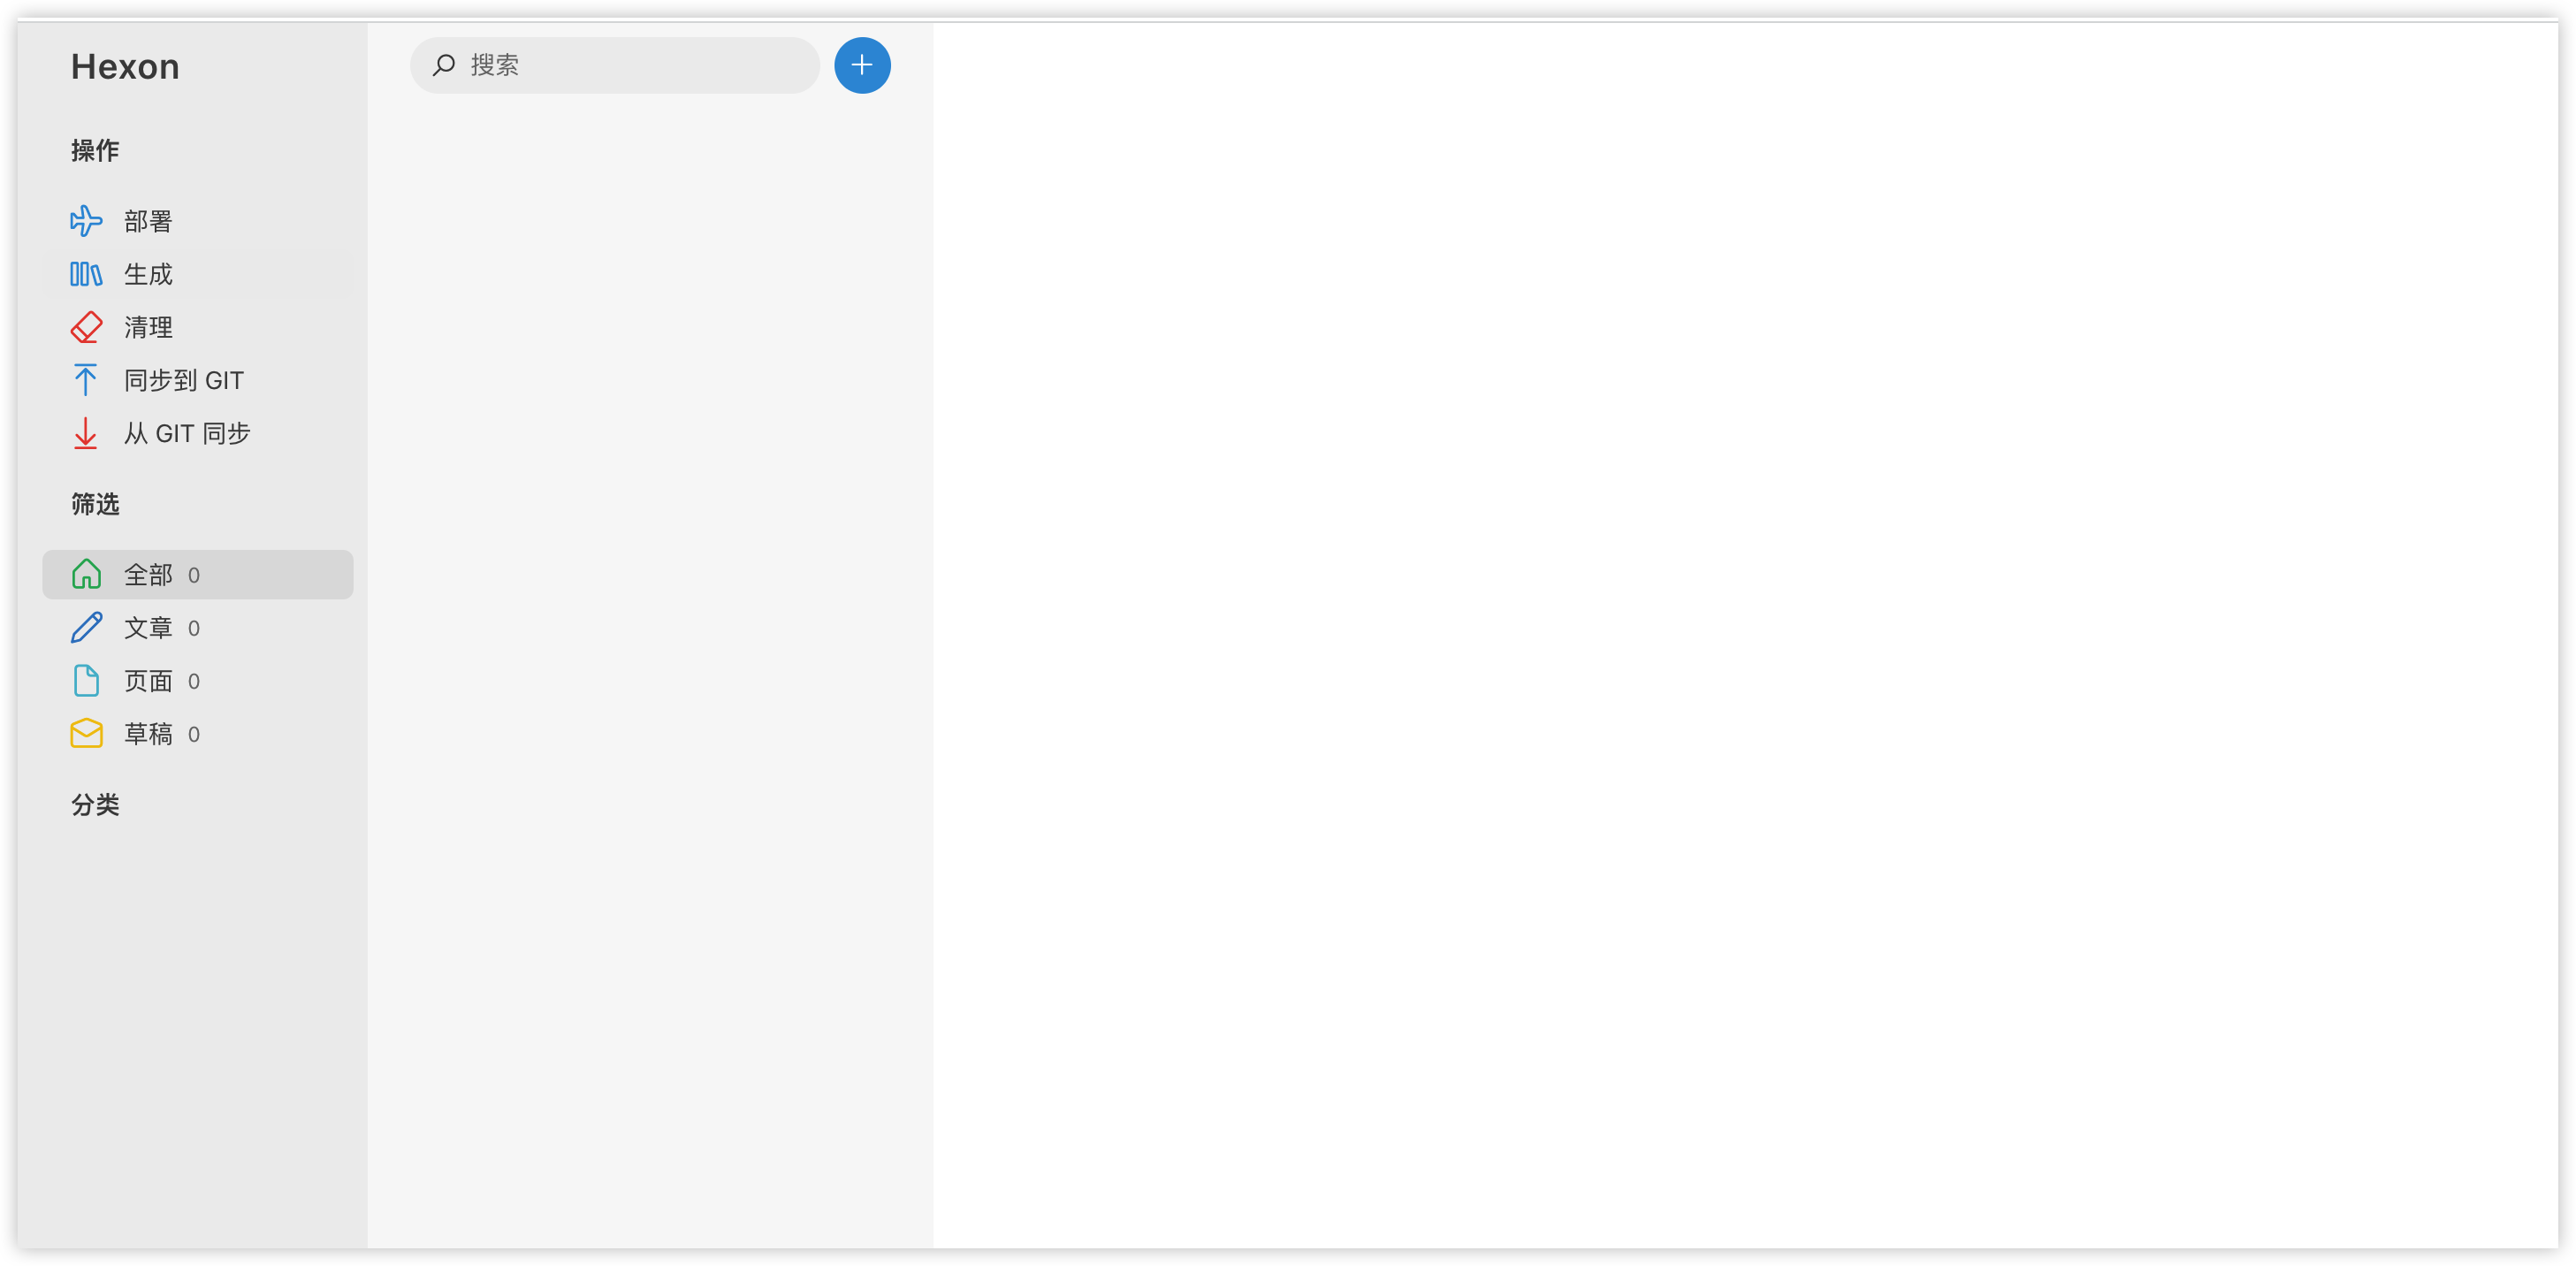 Hexon
搜索
操作
部署
生成
清理
同步到 GIT
从 GIT 同步
筛选
全部 0
文章 0
页面 0
草稿 0
分类